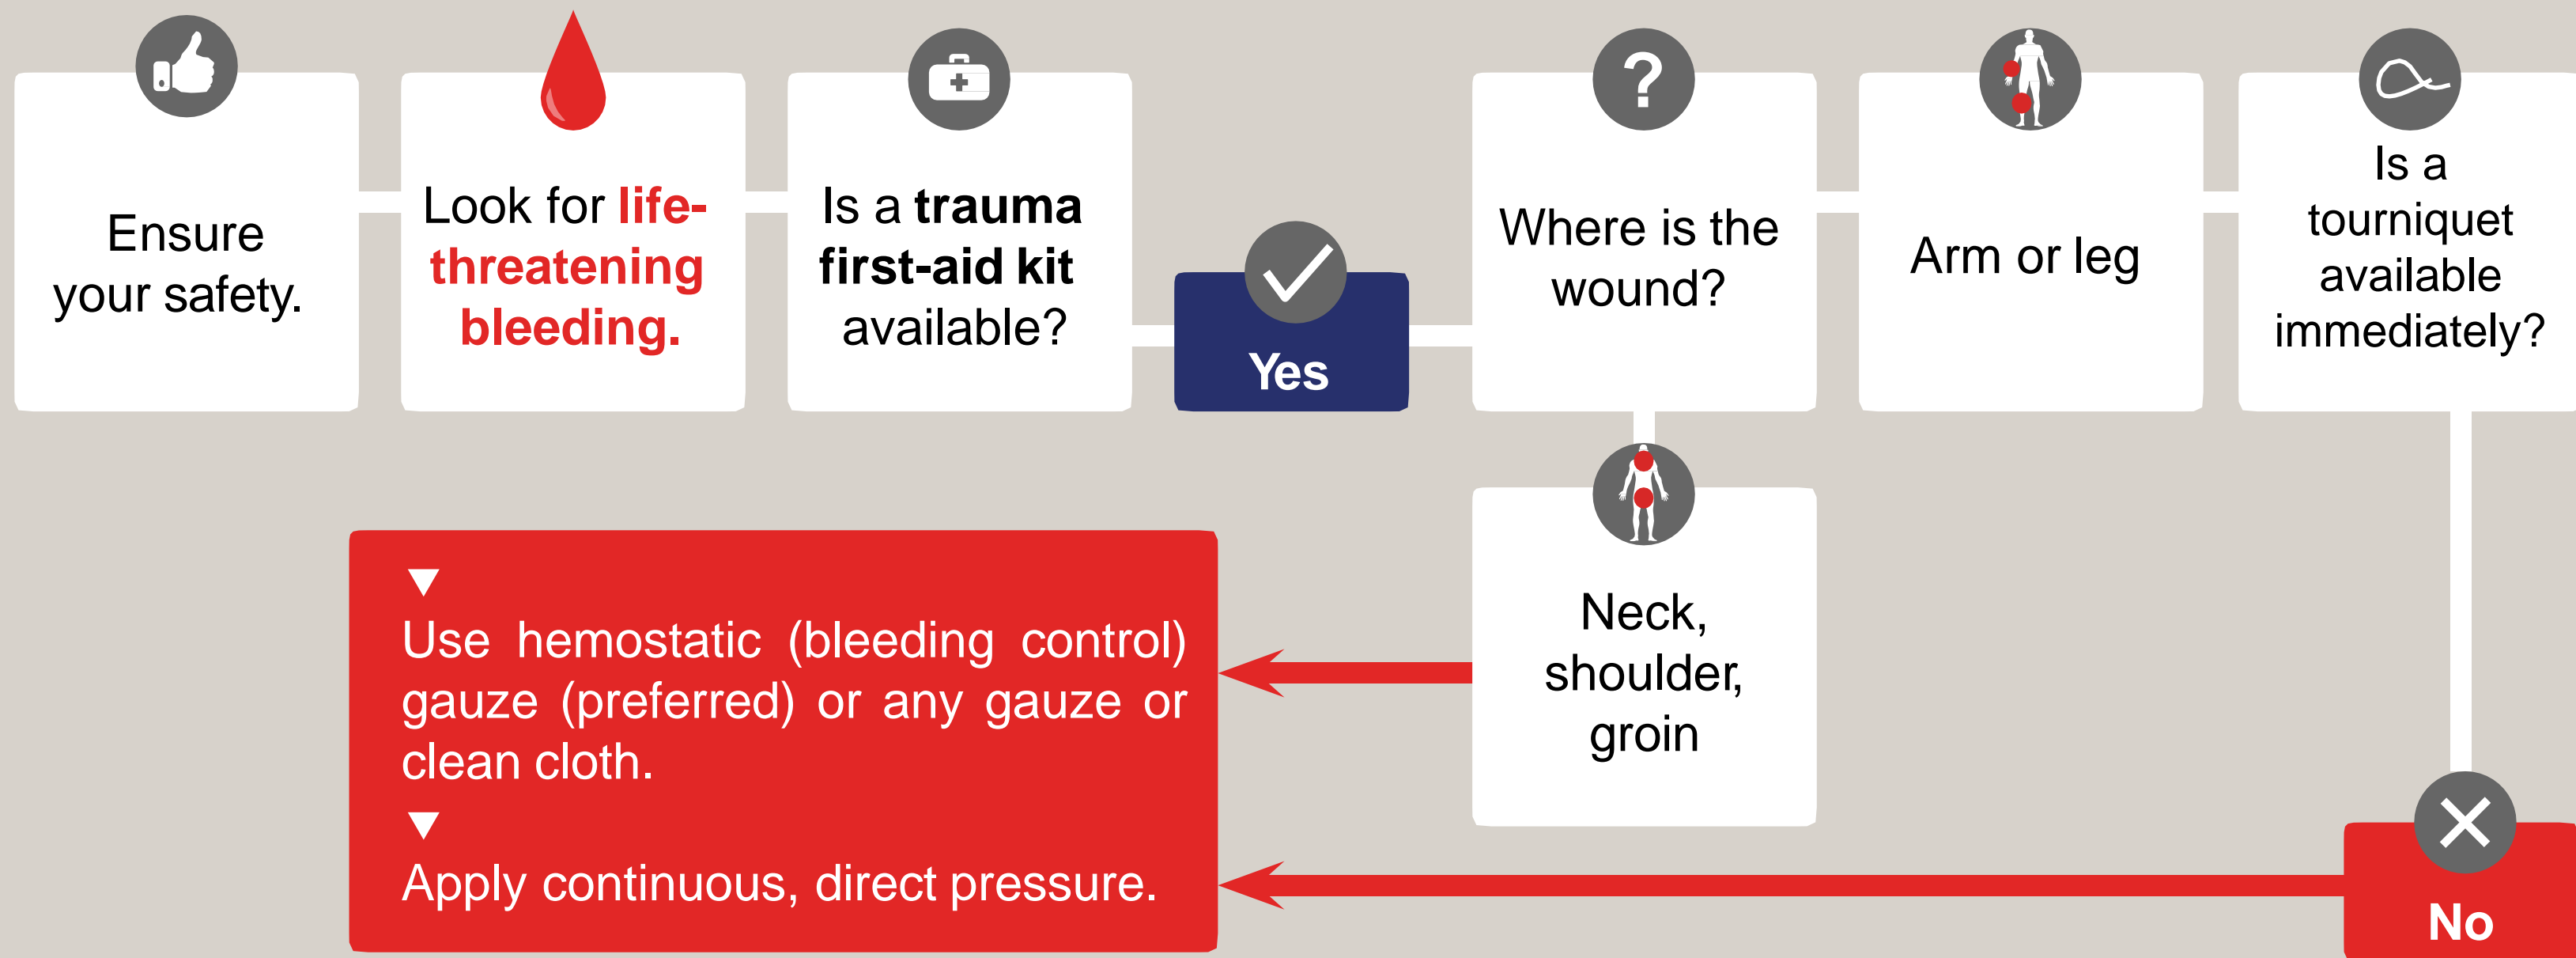 Ensure
your safety.
Look for life-
threatening
bleeding.
Is a trauma
first-aid kit
available?
Yes
?
Where is the
wound?
Arm or leg
Is a
tourniquet
available
immediately?
Neck,
shoulder,
groin
Use hemostatic (bleeding control)
gauze (preferred) or any gauze or
clean cloth.
Apply continuous, direct pressure.
No